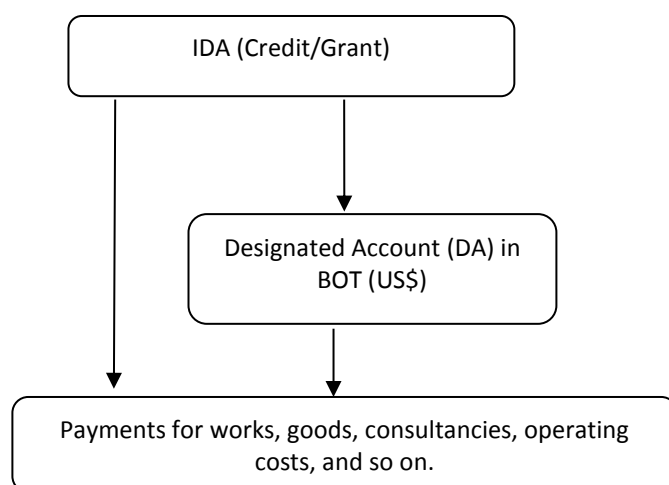 IDA (Credit/Grant)
Designated Account (DA) in
BOT (US$)
Payments for works, goods, consultancies, operating
costs, and so on.